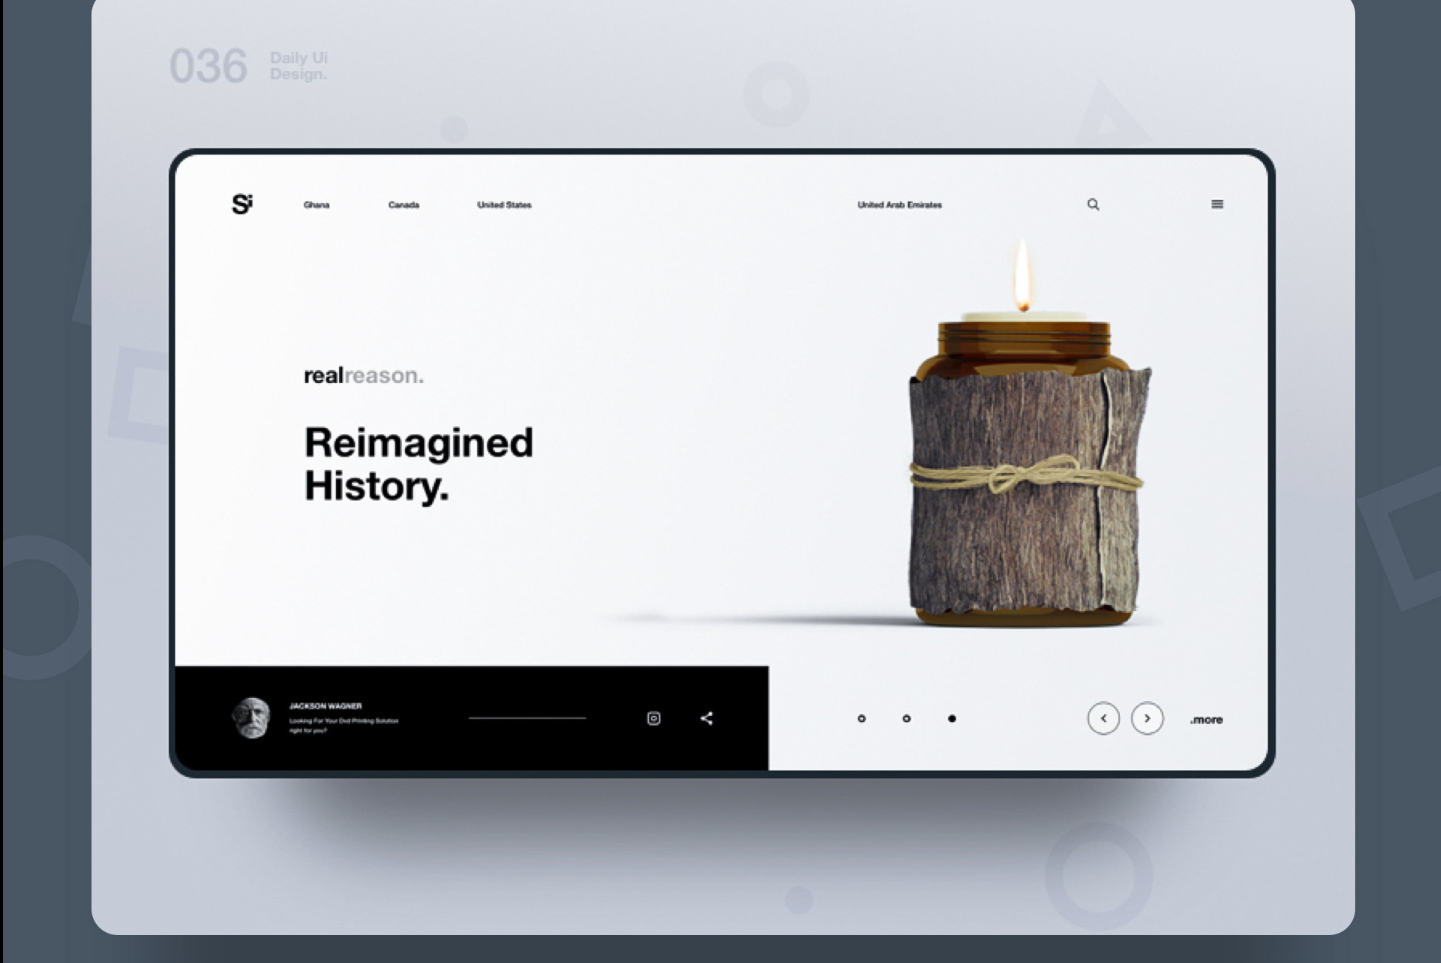 036
Daily Ui
Design.
Si
Ghana
Canada
United States
United Arab Emirates
realreason.
Reimagined
History.
JACKSON WAGNER
Looking For Your Dvd Printing Solution
right for you?
.more